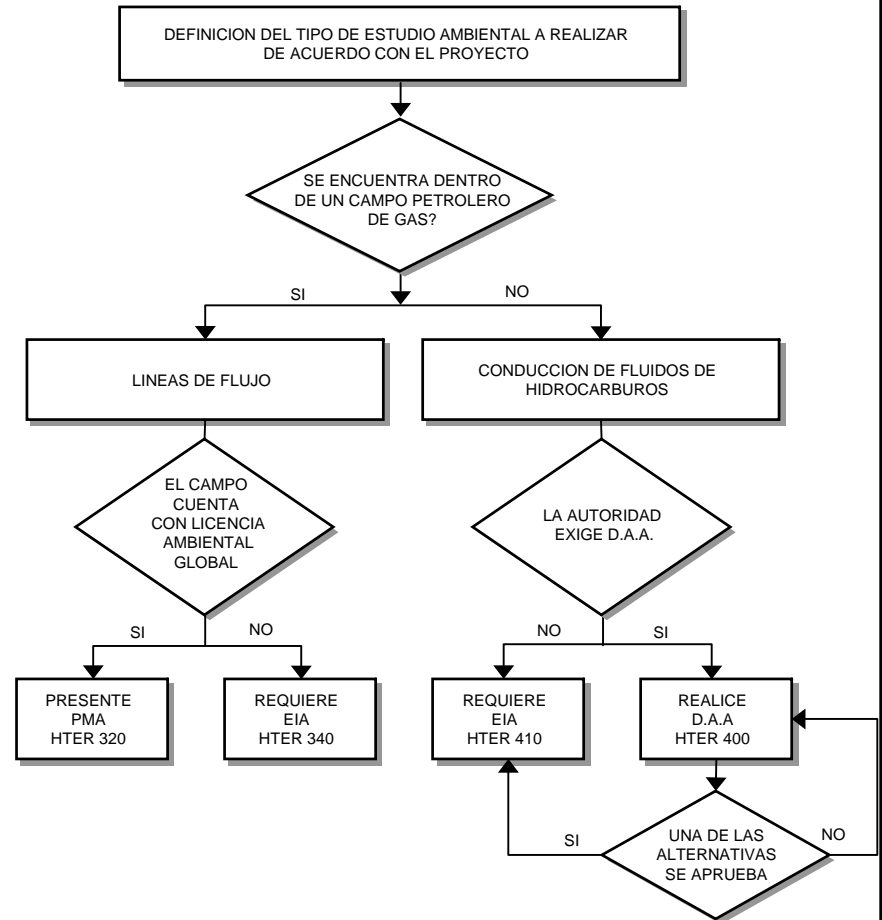 DEFINICION DEL TIPO DE ESTUDIO AMBIENTAL A REALIZAR
DE ACUERDO CON EL PROYECTO
SE ENCUENTRA DENTRO
DE UN CAMPO PETROLERO
DE GAS?
SI
NO
LINEAS DE FLUJO
CONDUCCION DE FLUIDOS DE
HIDROCARBUROS
EL CAMPO
CUENTA
CON LICENCIA
AMBIENTAL
GLOBAL
LA AUTORIDAD
EXIGE D.A.A.
SI
NO
NO
SI
PRESENTE
PMA
HTER 320
REQUIERE
EIA
HTER 340
REQUIERE
EIA
HTER 410
REALICE
D.A.A
HTER 400
SI
UNA DE LAS
ALTERNATIVAS
SE APRUEBA
NO